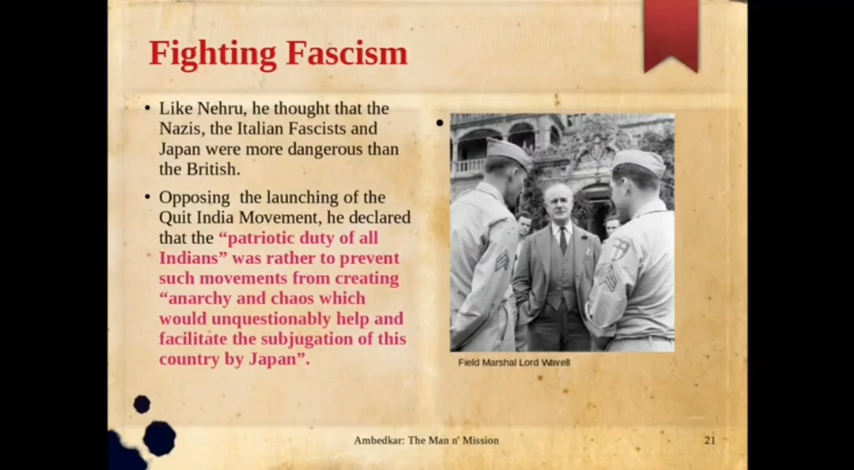 Fighting Fascism
• Like Nehru, he thought that the
Nazis, the Italian Fascists and
Japan were more dangerous than
the British.
• Opposing the launching of the
Quit India Movement, he declared
that the “patriotic duty of all
Indians” was rather to prevent
such movements from creating
“anarchy and chaos which
would unquestionably help and
facilitate the subjugation of this
country by Japan”.
•
Field Marshal Lord Wavell
Ambedkar: The Man n' Mission
21